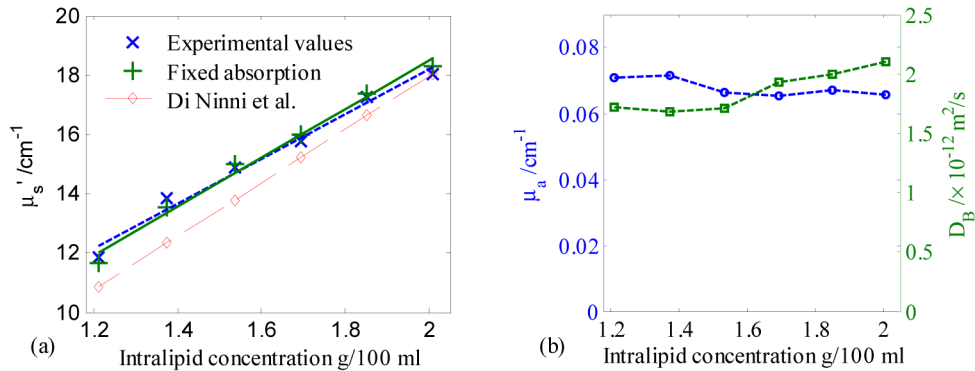 20
18
16
14
12
10
μs' /cm-1
Experimental values
Fixed absorption
Di Ninni et al.
1.2
1.4
1.6
1.8
2
(a)
Intralipid concentration g/100 ml
0.08
0.06
0.04
0.02
0
μa /cm-1
2.5
2
1.5
1
0.5
0
DB /×10-12 m2/s
1.2
1.4
1.6
1.8
2
(b)
Intralipid concentration g/100 ml